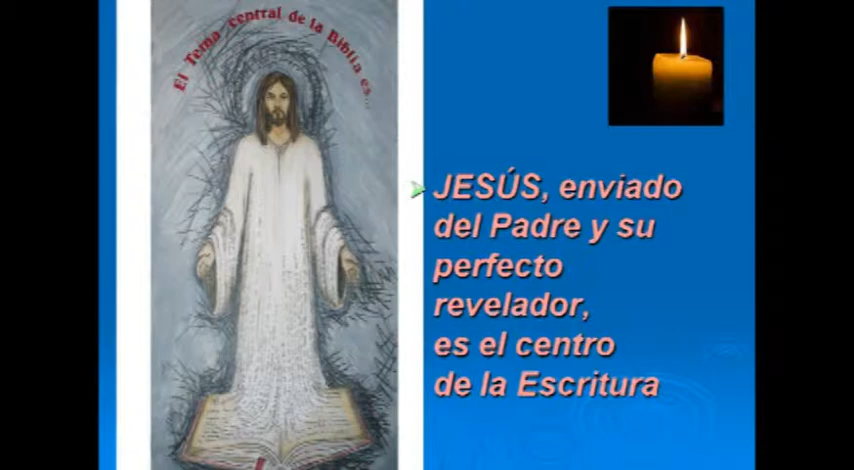 El Tema central de la Biblia es...
JESÚS, enviado
del Padre y su
perfecto
revelador,
es el centro
de la Escritura